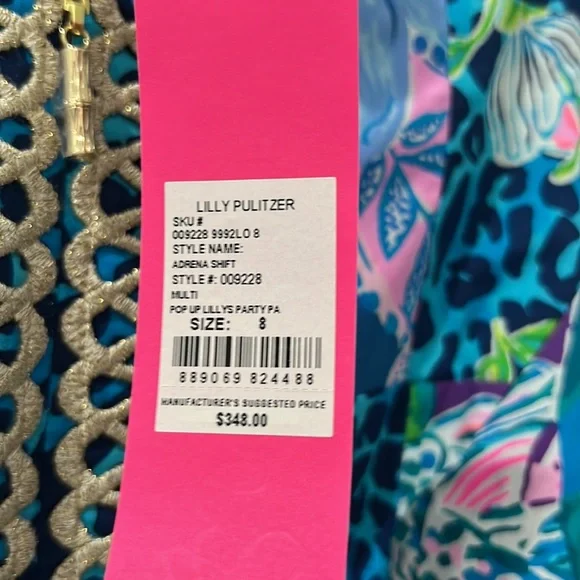 LILLY PULITZER
SKU #
009228 9992LO 8
STYLE NAME:
ADRENA SHIFT
STYLE #: 009228
MULTI
POP UP LILLYS PARTY PA
SIZE: 8
889069 824488
MANUFACTURER'S SUGGESTED PRICE
$348.00